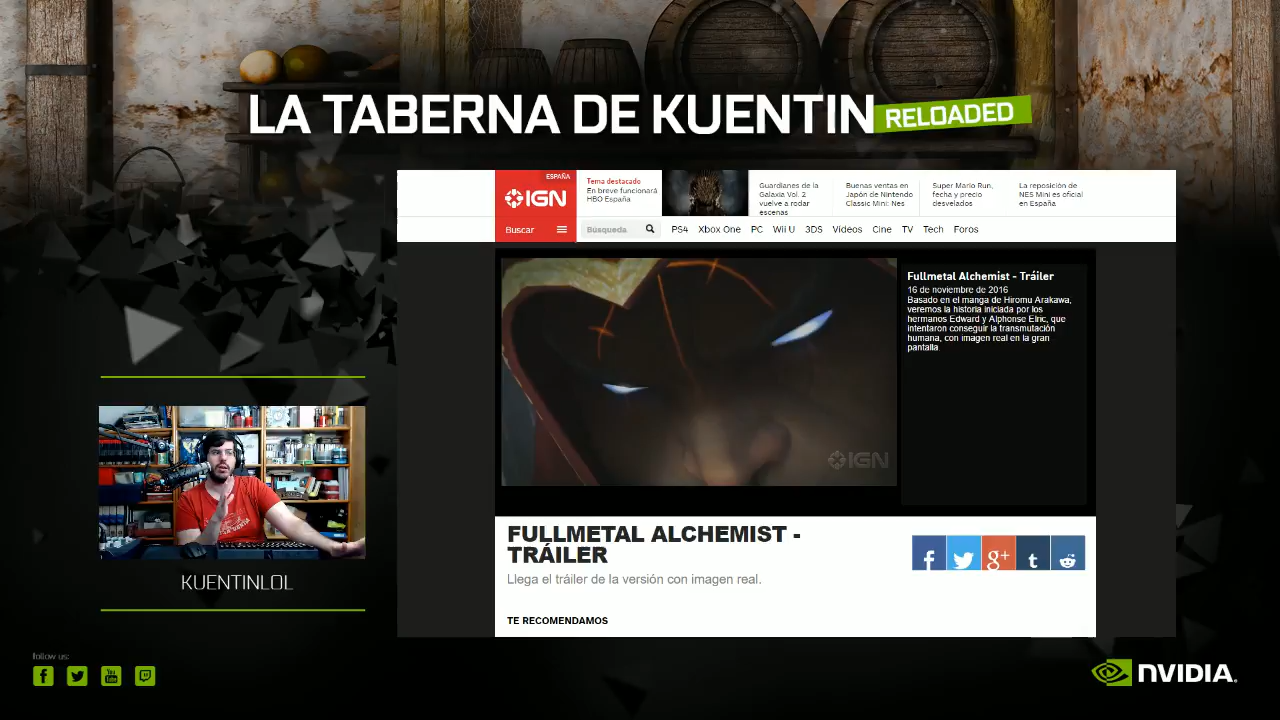 LA TABERNA DE KUENTIN RELOADED
ESPAÑA
IGN
Tema destacado
En breve funcionará
HBO España
Guardianes de la
Galaxia Vol. 2
vuelve a rodar
escenas
Buenas ventas en
Japón de Nintendo
Classic Mini: Nes
Super Mario Run,
fecha y precio
desvelados
La reposición de
NES Mini es oficial
en España
Buscar
Búsqueda
PS4 Xbox One PC Wii U 3DS Vídeos Cine TV Tech Foros
Fullmetal Alchemist - Tráiler
16 de noviembre de 2016
Basado en el manga de Hiromu Arakawa,
veremos la historia iniciada por los
hermanos Edward y Alphonse Elric, que
intentaron conseguir la transmutación
humana, con imagen real en la gran
pantalla.
IGN
FULLMETAL ALCHEMIST -
TRÁILER
Llega el tráiler de la versión con imagen real.
TE RECOMENDAMOS
KUENTINLOL
follow us:
NVIDIA.